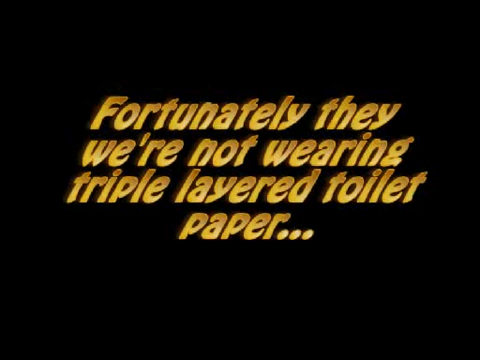 Fortunately they
we're not wearing
triple layered toilet
paper...